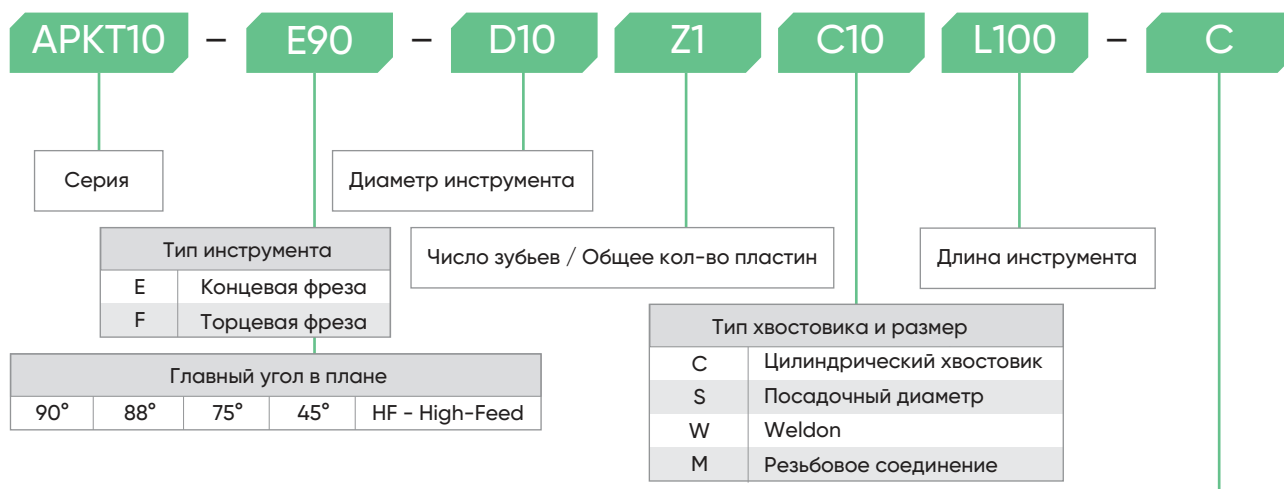 APKT10 – E90 – D10 Z1 C10 L100 – C
Серия
Диаметр инструмента
Тип инструмента
E Концевая фреза
F Торцевая фреза
Число зубьев / Общее кол-во пластин
Длина инструмента
Главный угол в плане
90° 88° 75° 45° HF - High-Feed
Тип хвостовика и размер
C Цилиндрический хвостовик
S Посадочный диаметр
W Weldon
M Резьбовое соединение